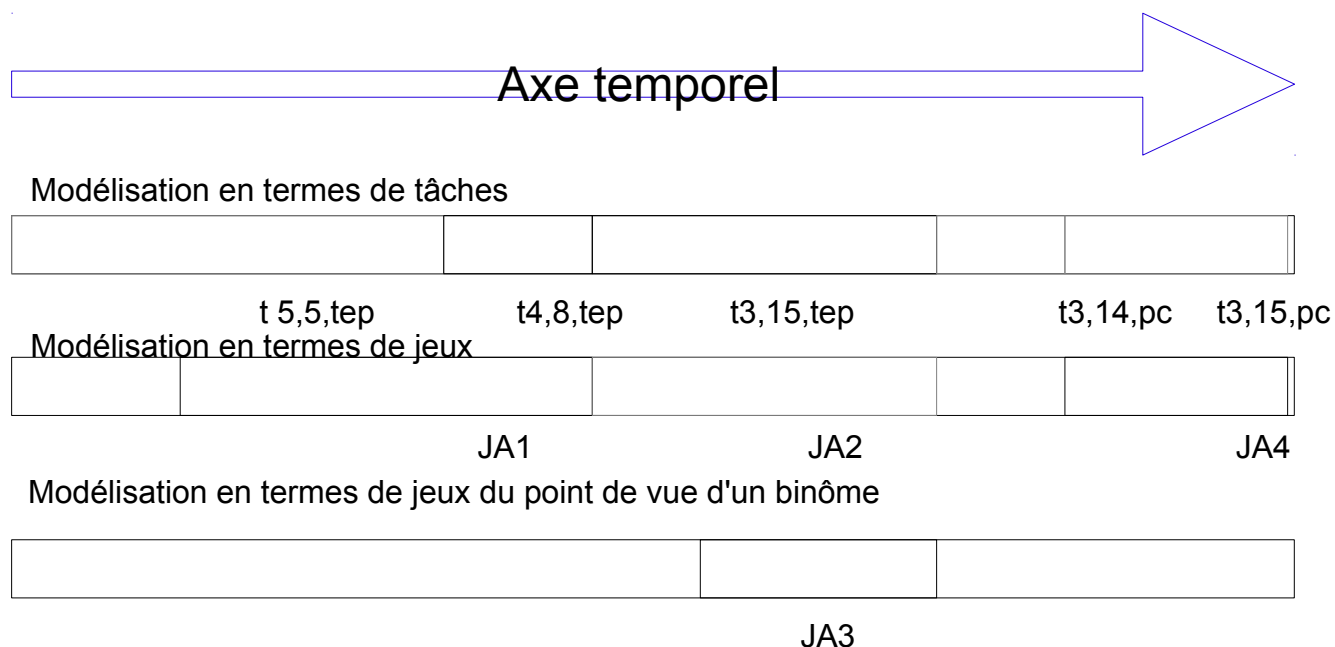 Axe temporel
Modélisation en termes de tâches
t 5,5,tep t4,8,tep t3,15,tep t3,14,pc t3,15,pc
Modélisation en termes de jeux
JA1 JA2 JA4
Modélisation en termes de jeux du point de vue d'un binôme
JA3